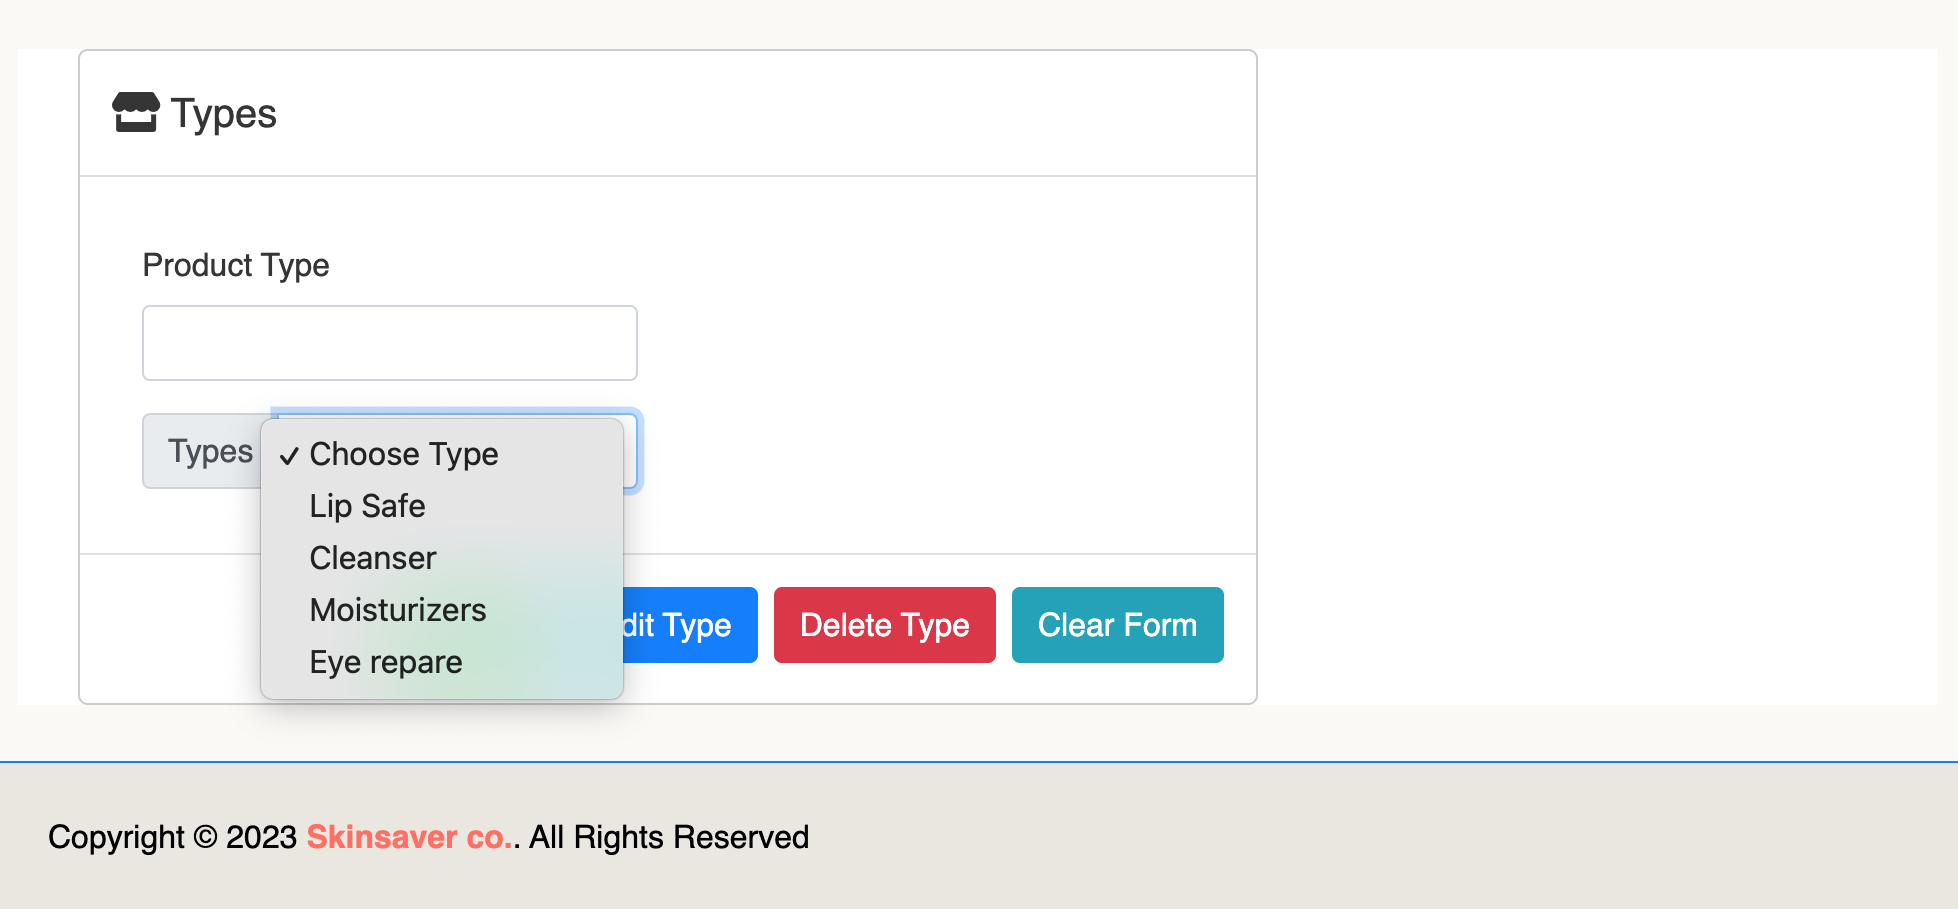 Types
Product Type
Types
✓ Choose Type
Lip Safe
Cleanser
Moisturizers
Eye repare
dit Type
Delete Type
Clear Form
Copyright © 2023 Skinsaver co.. All Rights Reserved